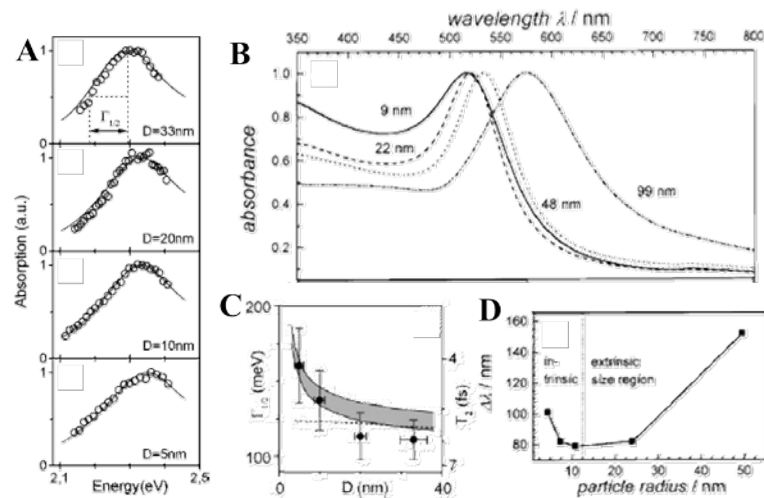 A
Absorption (a.u.)
1
0
Γ1/2
D=33nm
1
0
D=20nm
1
0
D=10nm
1
0
D=5nm
2,1
2,5
Energy(eV)
B
wavelength λ / nm
350 400 450 500 550 600 650 700 750 800
absorbance
1.0
0.8
0.6
0.4
0.2
9 nm
22 nm
48 nm
99 nm
C
200
100
Γ1/2 (meV)
4
7
T2 (fs)
0
D (nm)
40
D
160
140
120
100
80
Δλ / nm
in-
trinsic
extrinsic
size region
0 10 20 30 40 50
particle radius / nm